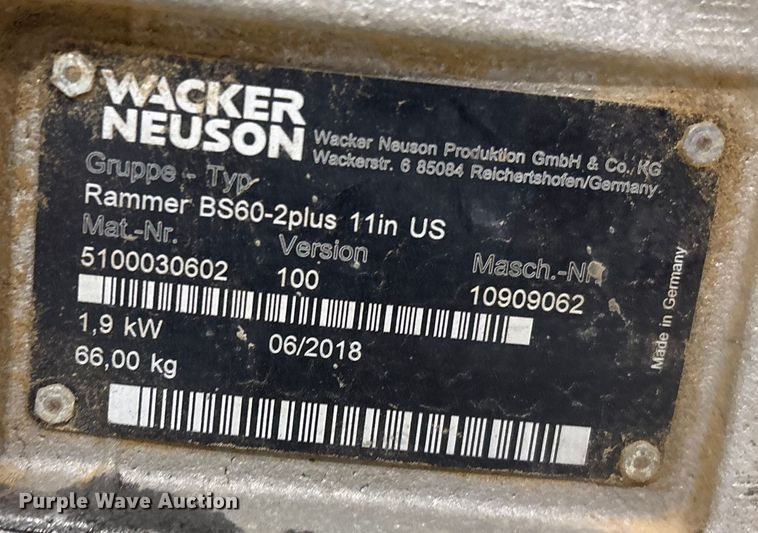 WACKER
NEUSON
Wacker Neuson Produktion GmbH & Co. KG
Wackerstr. 6 85084 Reichertshofen/Germany
Gruppe - Typ
Rammer BS60-2plus 11in US
Mat.-Nr. Version Masch.-Nr.
5100030602 100 10909062
1,9 kW 06/2018
66,00 kg
Made in Germany
Purple Wave Auction